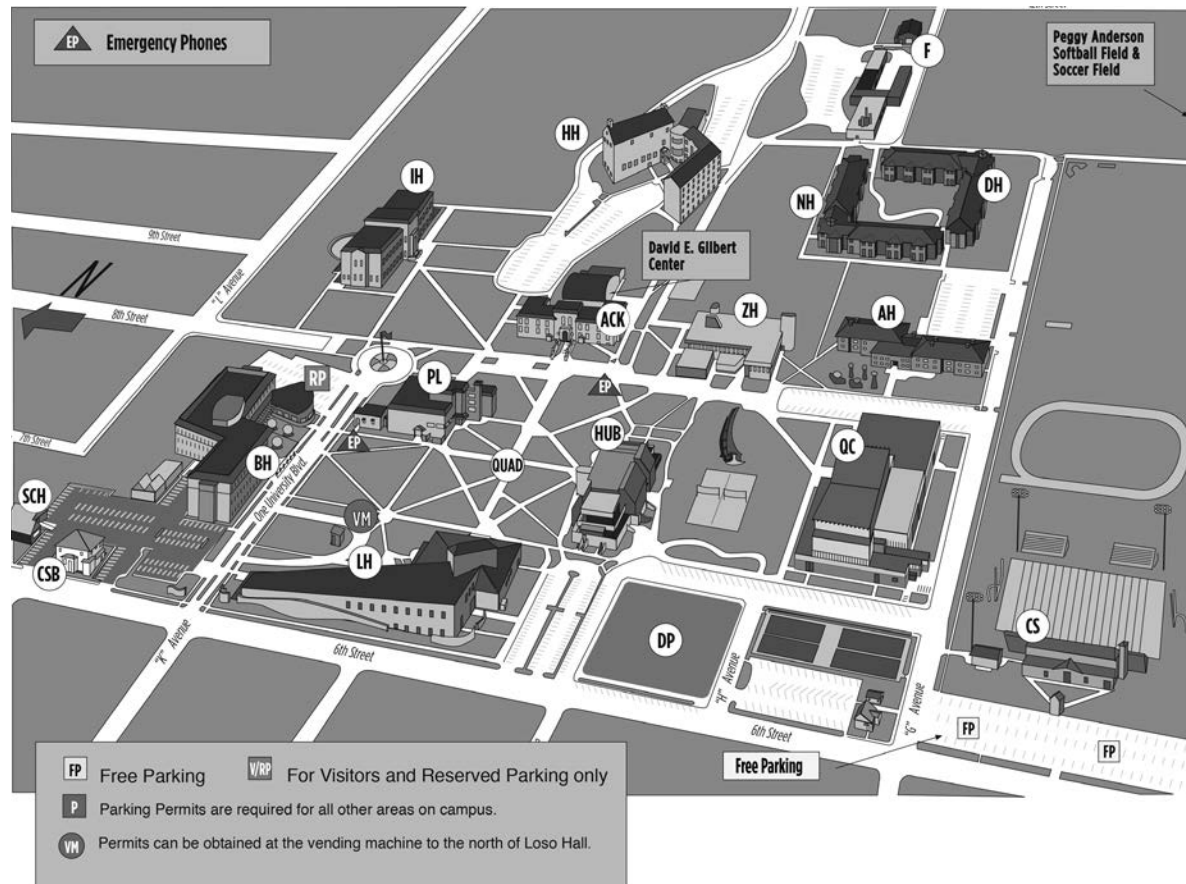 EP Emergency Phones
Peggy Anderson
Softball Field &
Soccer Field
F
HH
IH
DH
NH
9th Street
David E. Gilbert
Center
N
"L" Avenue
8th Street
ACK
ZH
AH
RP
PL
EP
EP
HUB
QC
7th Street
BH
QUAD
SCH
One University Blvd.
VM
CSB
LH
"K" Avenue
6th Street
DP
CS
"H" Avenue
Avenue
6th Street
FP
FP
Free Parking
FP Free Parking V/RP For Visitors and Reserved Parking only
P Parking Permits are required for all other areas on campus.
VM Permits can be obtained at the vending machine to the north of Loso Hall.